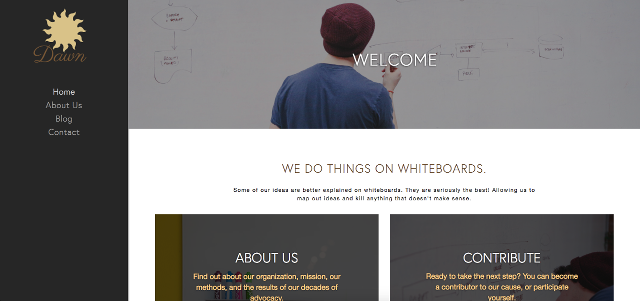 Dawn
Home
About Us
Blog
Contact
WELCOME
WE DO THINGS ON WHITEBOARDS.
Some of our ideas are better explained on whiteboards. They are seriously the best! Allowing us to
map out ideas and kill anything that doesn't make sense.
ABOUT US
Find out about our organization, mission, our
methods, and the results of our decades of
advocacy.
CONTRIBUTE
Ready to take the next step? You can become
a contributor to our cause, or participate
yourself.